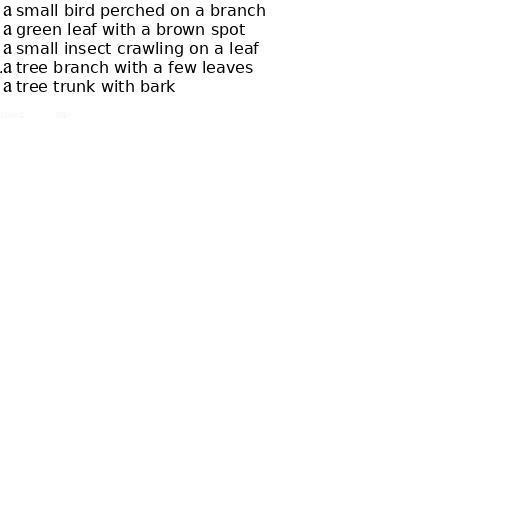 a small bird perched on a branch
a green leaf with a brown spot
a small insect crawling on a leaf
.a tree branch with a few leaves
a tree trunk with bark